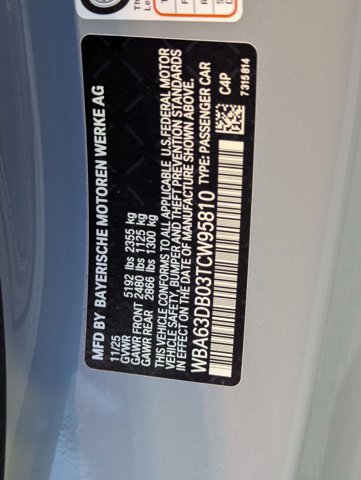 MFD BY BAYERISCHE MOTOREN WERKE AG
11/25
GVWR 5192 lbs 2355 kg
GAWR FRONT 2480 lbs 1125 kg
GAWR REAR 2866 lbs 1300 kg
THIS VEHICLE CONFORMS TO ALL APPLICABLE U.S. FEDERAL MOTOR
VEHICLE SAFETY, BUMPER AND THEFT PREVENTION STANDARDS
IN EFFECT ON THE DATE OF MANUFACTURE SHOWN ABOVE.
WBA63DB03TCW95810 TYPE: PASSENGER CAR
C4P
7319614